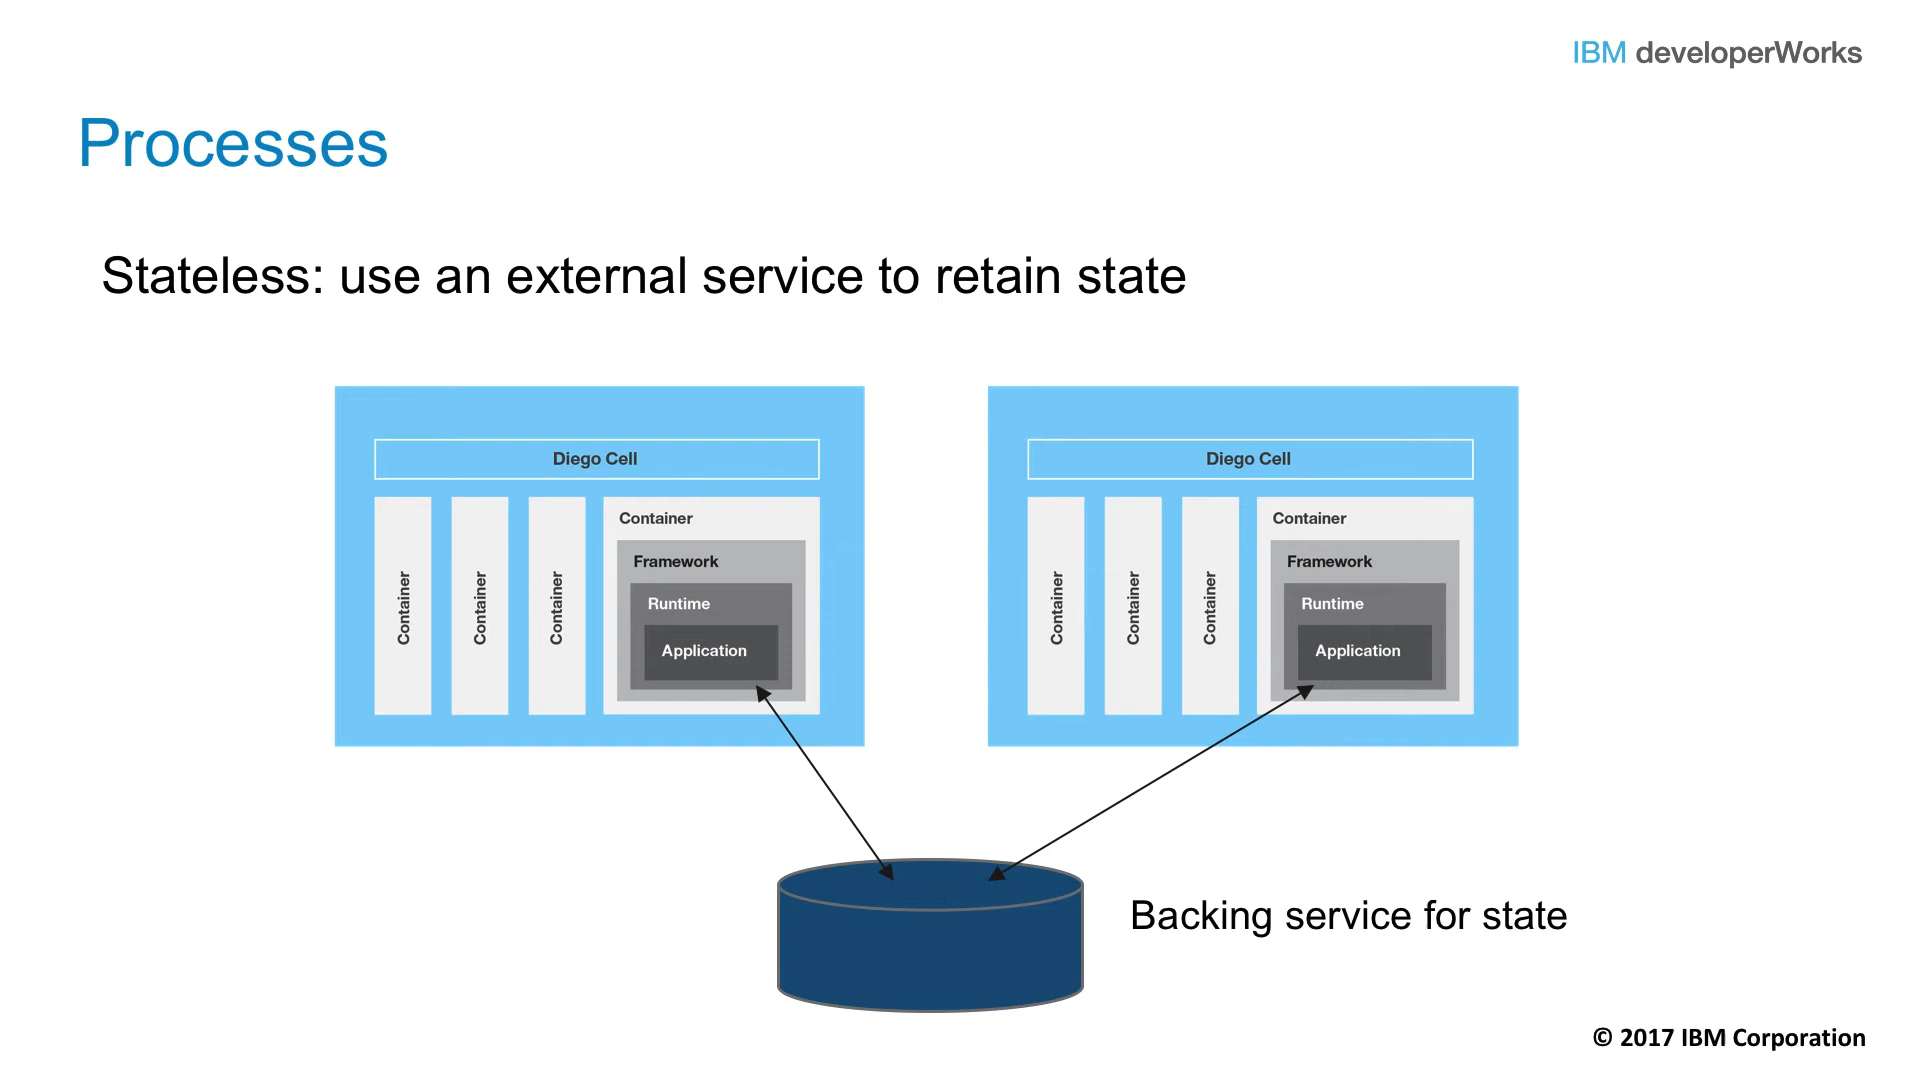 IBM developerWorks
Processes
Stateless: use an external service to retain state
Diego Cell
Container
Container
Container
Container
Framework
Runtime
Application
Diego Cell
Container
Container
Container
Container
Framework
Runtime
Application
Backing service for state
© 2017 IBM Corporation